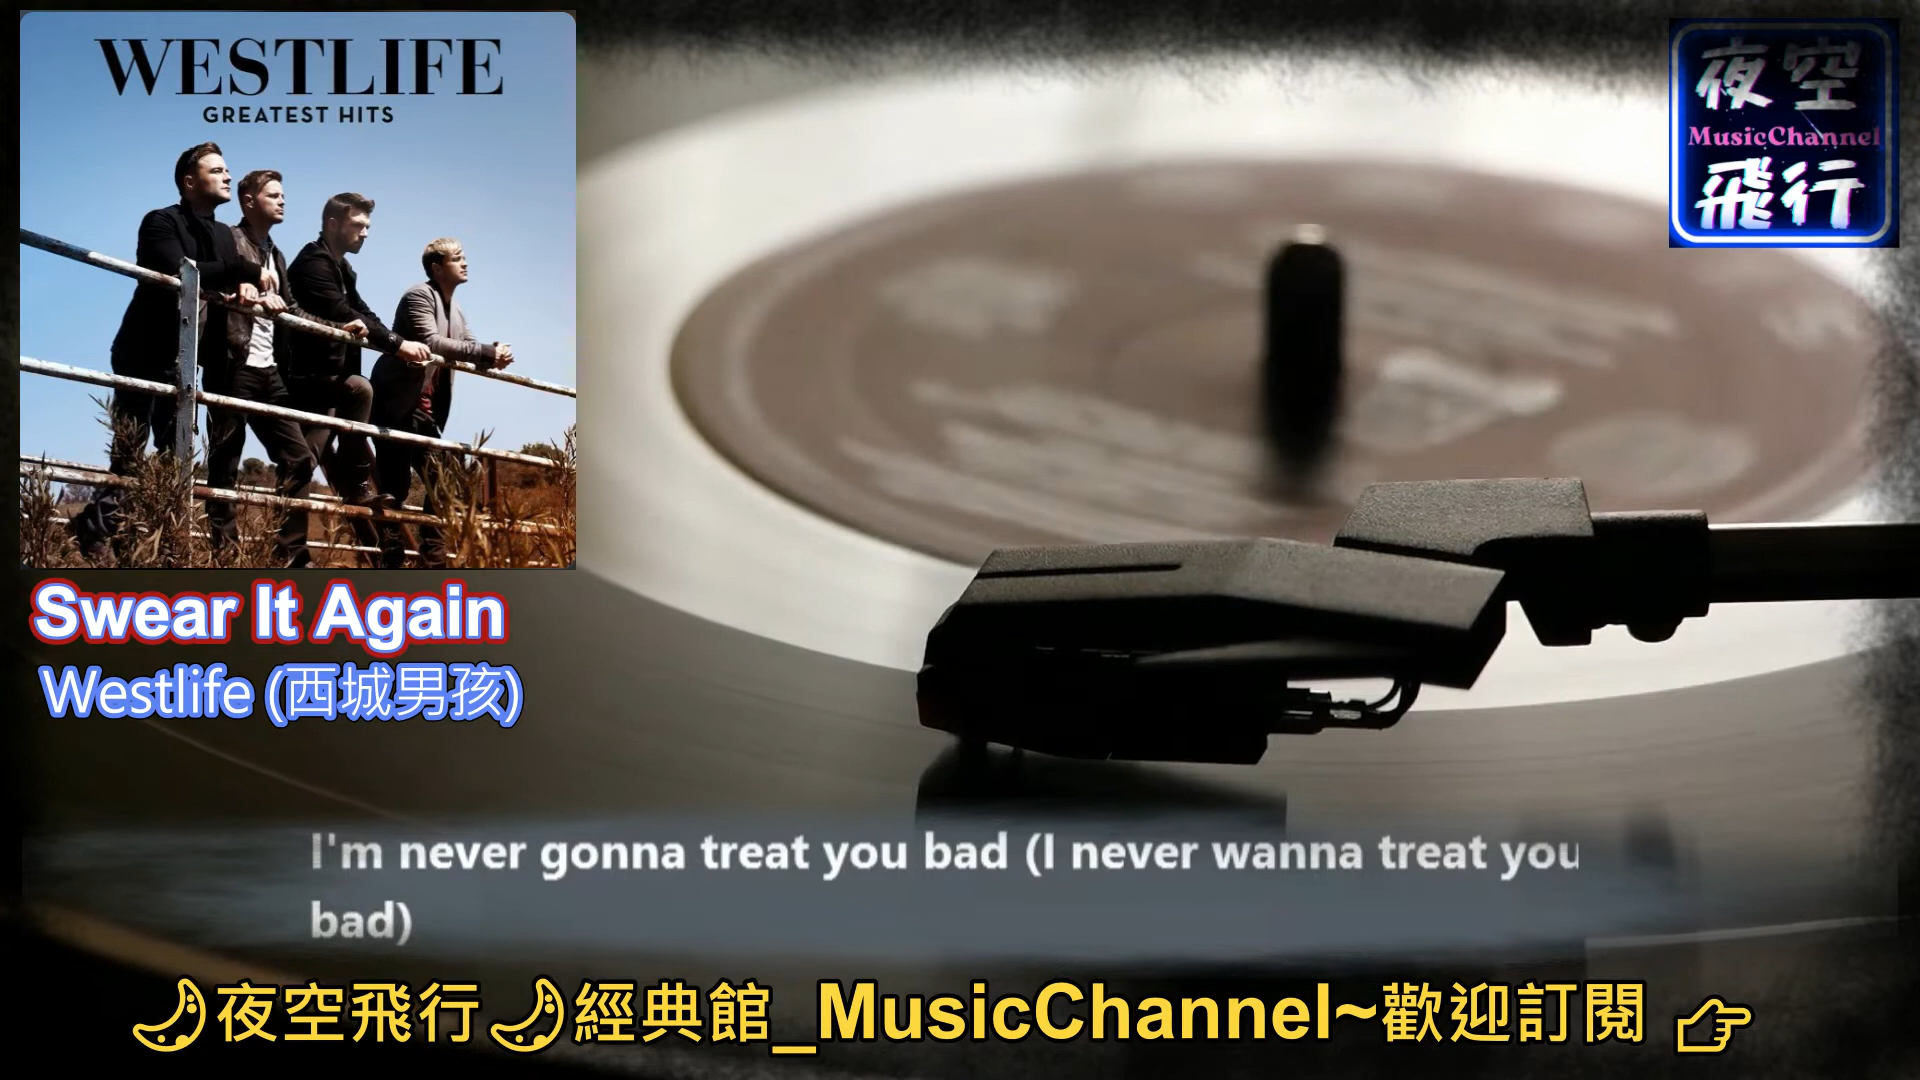 WESTLIFE
GREATEST HITS
夜空
MusicChannel
飛行
Swear It Again
Westlife (西城男孩)
I'm never gonna treat you bad (I never wanna treat you
bad)
🌙夜空飛行🌙經典館_MusicChannel~歡迎訂閱 👉